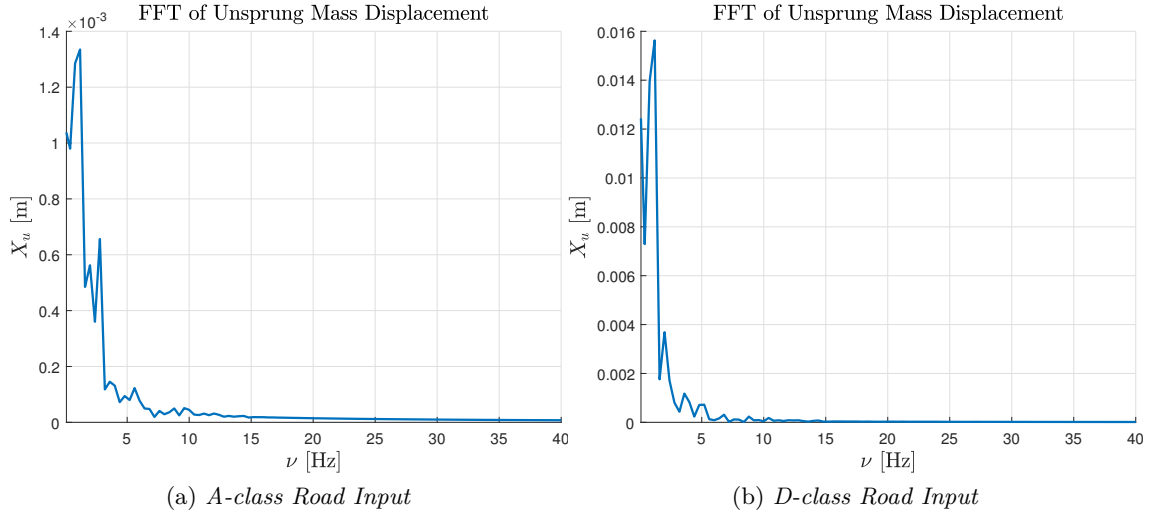 FFT of Unsprung Mass Displacement
×10⁻³
1.4
1.2
1
0.8
0.6
0.4
0.2
0
X_u [m]
5 10 15 20 25 30 35 40
ν [Hz]
(a) A-class Road Input
FFT of Unsprung Mass Displacement
0.016
0.014
0.012
0.01
0.008
0.006
0.004
0.002
0
X_u [m]
5 10 15 20 25 30 35 40
ν [Hz]
(b) D-class Road Input